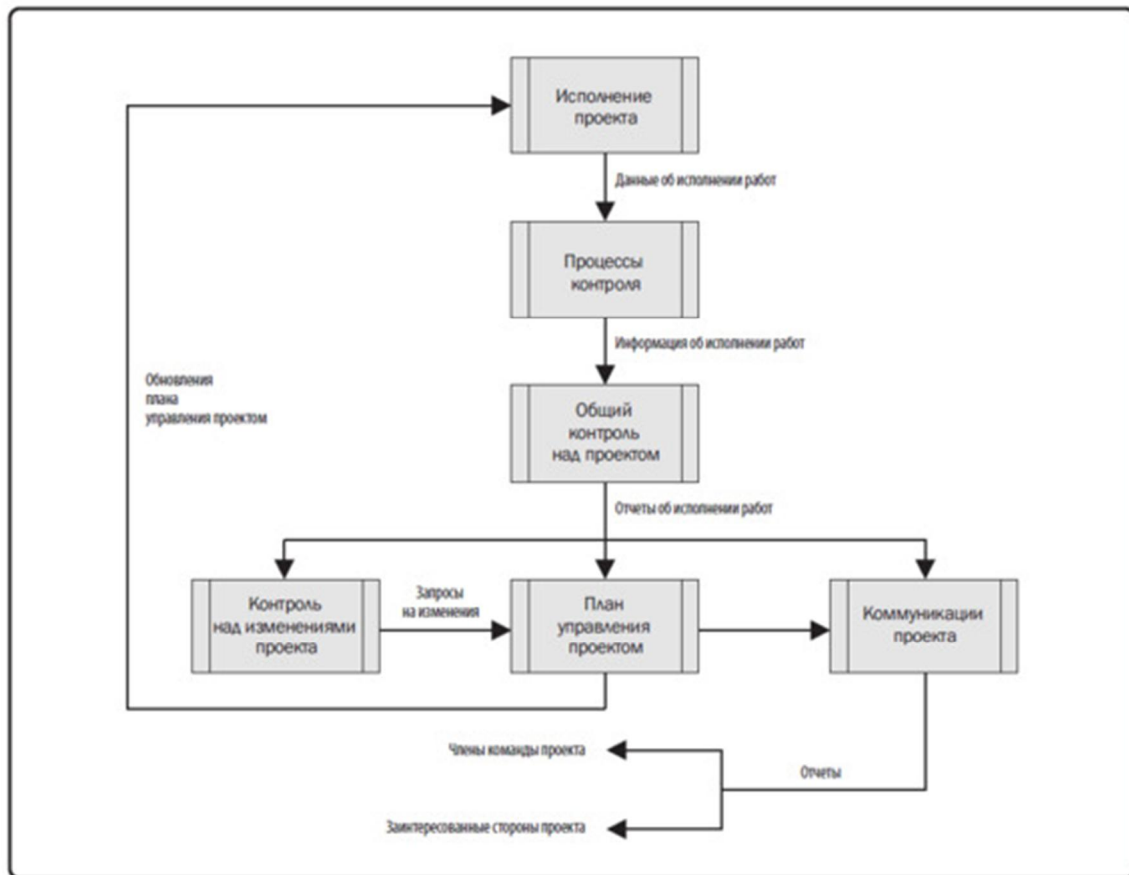 Исполнение
проекта
Данные об исполнении работ
Процессы
контроля
Информация об исполнении работ
Обновления
плана
управления проектом
Общий
контроль
над проектом
Отчеты об исполнении работ
Контроль
над изменениями
проекта
Запросы
на изменения
План
управления
проектом
Коммуникации
проекта
Члены команды проекта
Отчеты
Заинтересованные стороны проекта